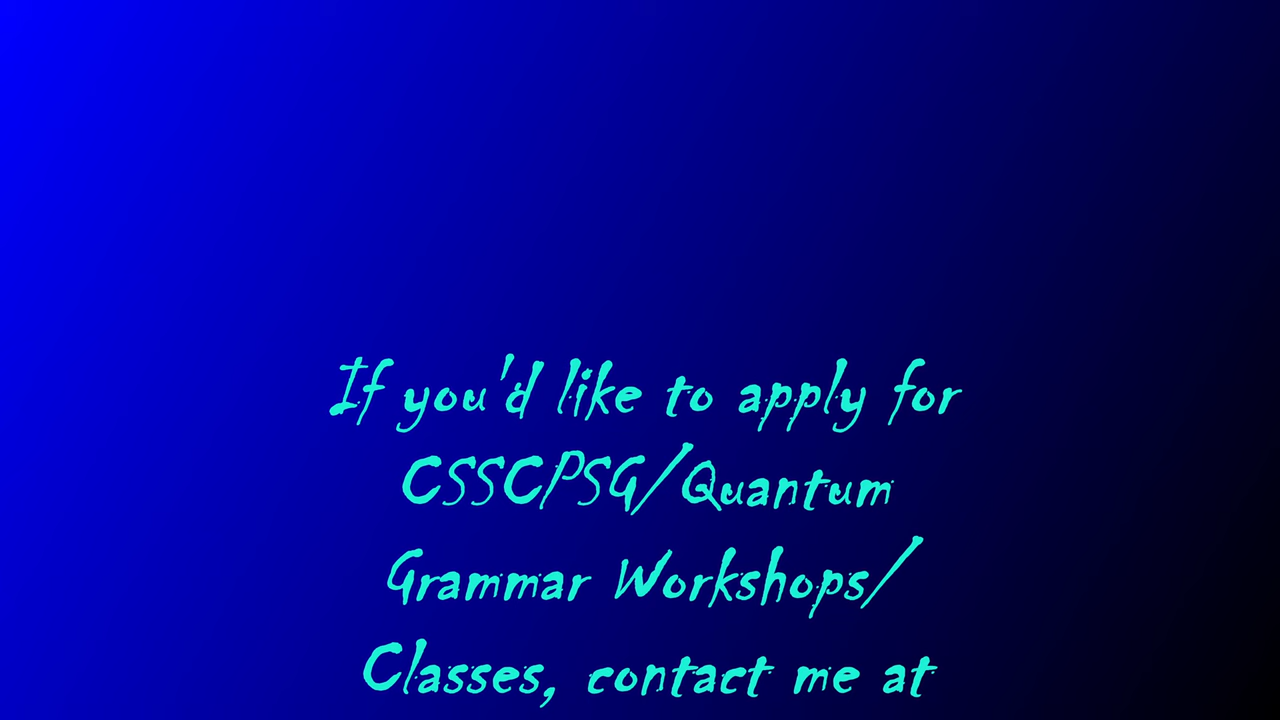 If you'd like to apply for
CSSCPSG/Quantum
Grammar Workshops/
Classes, contact me at